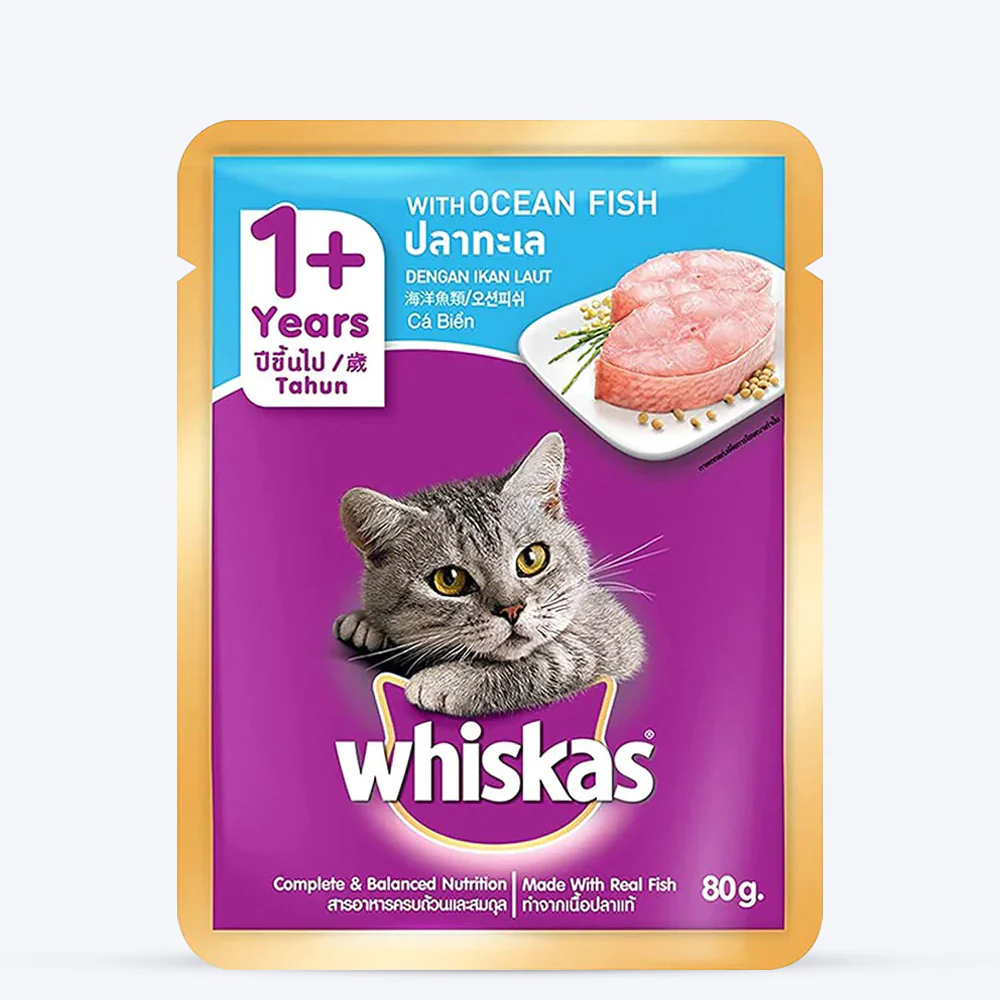 1+
Years
ปีขึ้นไป / 歲
Tahun
WITH OCEAN FISH
ปลาทะเล
DENGAN IKAN LAUT
海洋魚類/오션피쉬
Cá Biển
whiskas®
Complete & Balanced Nutrition
สารอาหารครบถ้วนและสมดุล
Made With Real Fish
ทำจากเนื้อปลาแท้
80g.